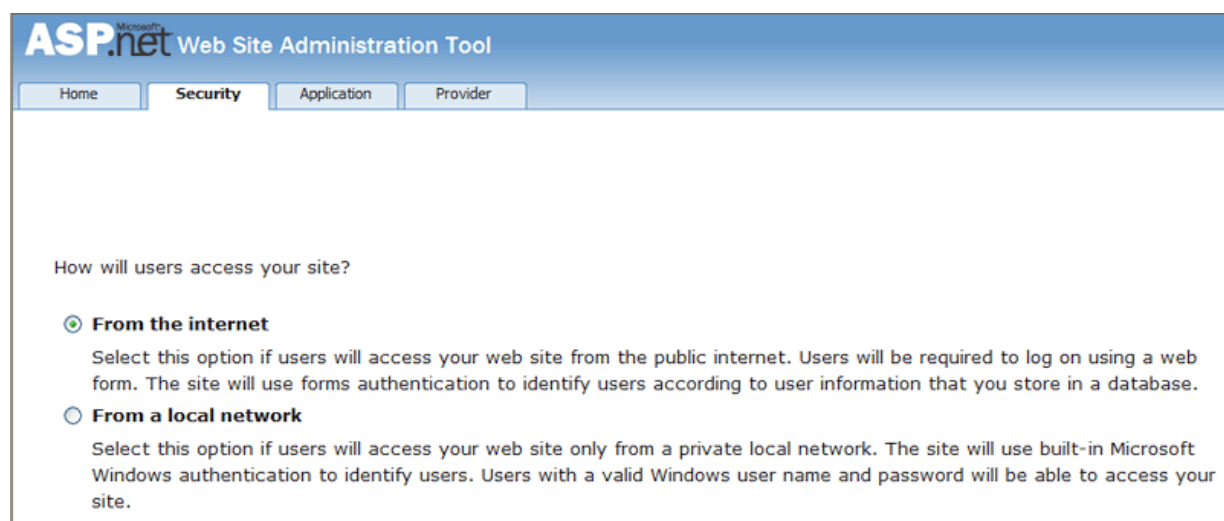 Microsoft
ASP.net Web Site Administration Tool
Home Security Application Provider
How will users access your site?
From the internet
Select this option if users will access your web site from the public internet. Users will be required to log on using a web
form. The site will use forms authentication to identify users according to user information that you store in a database.
From a local network
Select this option if users will access your web site only from a private local network. The site will use built-in Microsoft
Windows authentication to identify users. Users with a valid Windows user name and password will be able to access your
site.